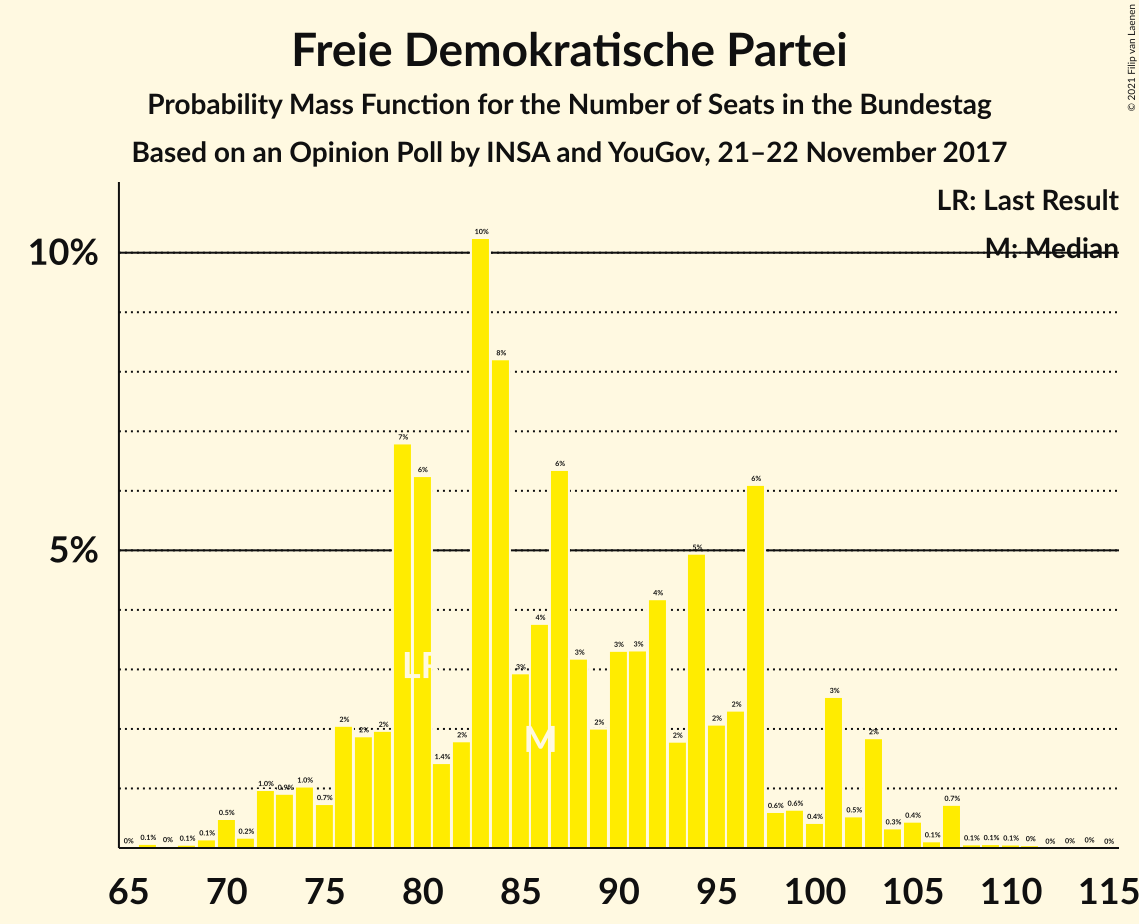 Freie Demokratische Partei
Probability Mass Function for the Number of Seats in the Bundestag
Based on an Opinion Poll by INSA and YouGov, 21–22 November 2017
© 2021 Filip van Laenen
LR: Last Result
M: Median
10%
5%
0% 0.1% 0% 0.1% 0.1% 0.5% 0.2% 1.0% 0.9% 1.0% 0.7% 2% 2% 2% 7% 6% 1.4% 2% 10% 8% 3% 4% 6% 3% 2% 3% 3% 4% 2% 5% 2% 2% 6% 0.6% 0.6% 0.4% 3% 0.5% 2% 0.3% 0.4% 0.1% 0.7% 0.1% 0.1% 0.1% 0% 0% 0% 0% 0%
LR
M
65 70 75 80 85 90 95 100 105 110 115